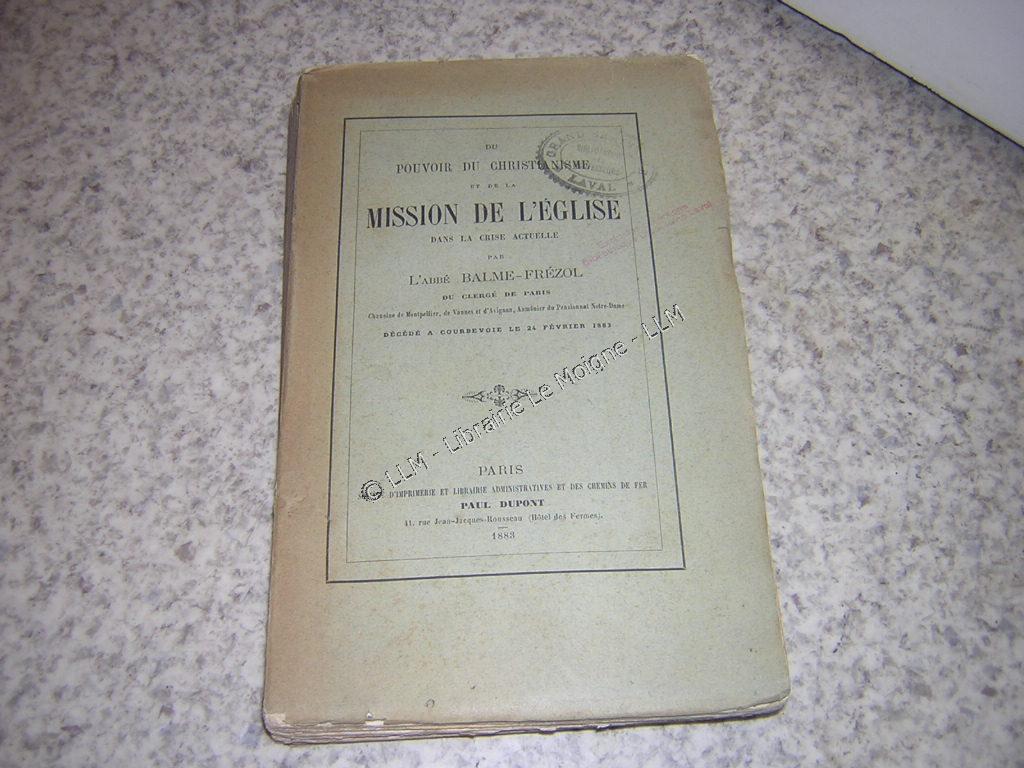 DU
POUVOIR DU CHRISTIANISME
ET DE LA
MISSION DE L'ÉGLISE
DANS LA CRISE ACTUELLE
PAR
L'ABBÉ BALME-FRÉZOL
DU CLERGÉ DE PARIS
Chanoine de Montpellier, de Vannes et d'Avignon, Aumônier du Pensionnat Notre-Dame
DÉCÉDÉ A COURBEVOIE LE 24 FÉVRIER 1883
PARIS
D'IMPRIMERIE ET LIBRAIRIE ADMINISTRATIVES ET DES CHEMINS DE FER
PAUL DUPONT
41, rue Jean-Jacques-Rousseau (Hôtel des Fermes).
1883
GRAND
LAVAL
© LLM - Librairie Le Moigne - LLM